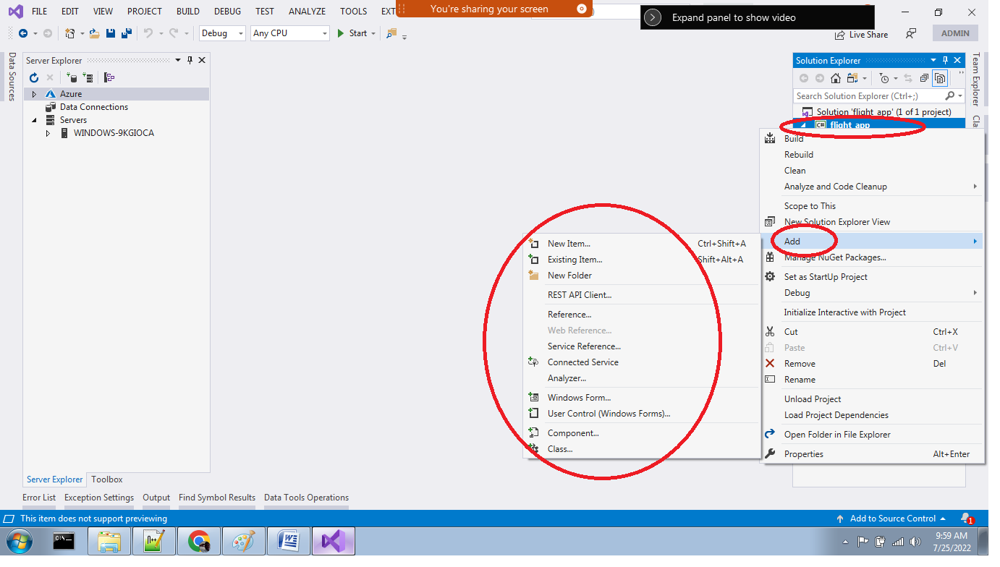 FILE EDIT VIEW PROJECT BUILD DEBUG TEST ANALYZE TOOLS EXT
You're sharing your screen
Expand panel to show video
Debug Any CPU Start
Live Share ADMIN
Data Sources
Server Explorer
Azure
Data Connections
Servers
WINDOWS-9KGIOCA
Server Explorer Toolbox
Solution Explorer
Search Solution Explorer (Ctrl+;)
Solution 'flight_app' (1 of 1 project)
C# flight_app
Team Explorer
Cla
Build
Rebuild
Clean
Analyze and Code Cleanup
Scope to This
New Solution Explorer View
Add
Manage NuGet Packages...
Set as StartUp Project
Debug
Initialize Interactive with Project
Cut Ctrl+X
Paste Ctrl+V
Remove Del
Rename
Unload Project
Load Project Dependencies
Open Folder in File Explorer
Properties Alt+Enter
New Item... Ctrl+Shift+A
Existing Item... Shift+Alt+A
New Folder
REST API Client...
Reference...
Web Reference...
Service Reference...
Connected Service
Analyzer...
Windows Form...
User Control (Windows Forms)...
Component...
Class...
Error List Exception Settings Output Find Symbol Results Data Tools Operations
This item does not support previewing Add to Source Control 1
9:59 AM
7/25/2022